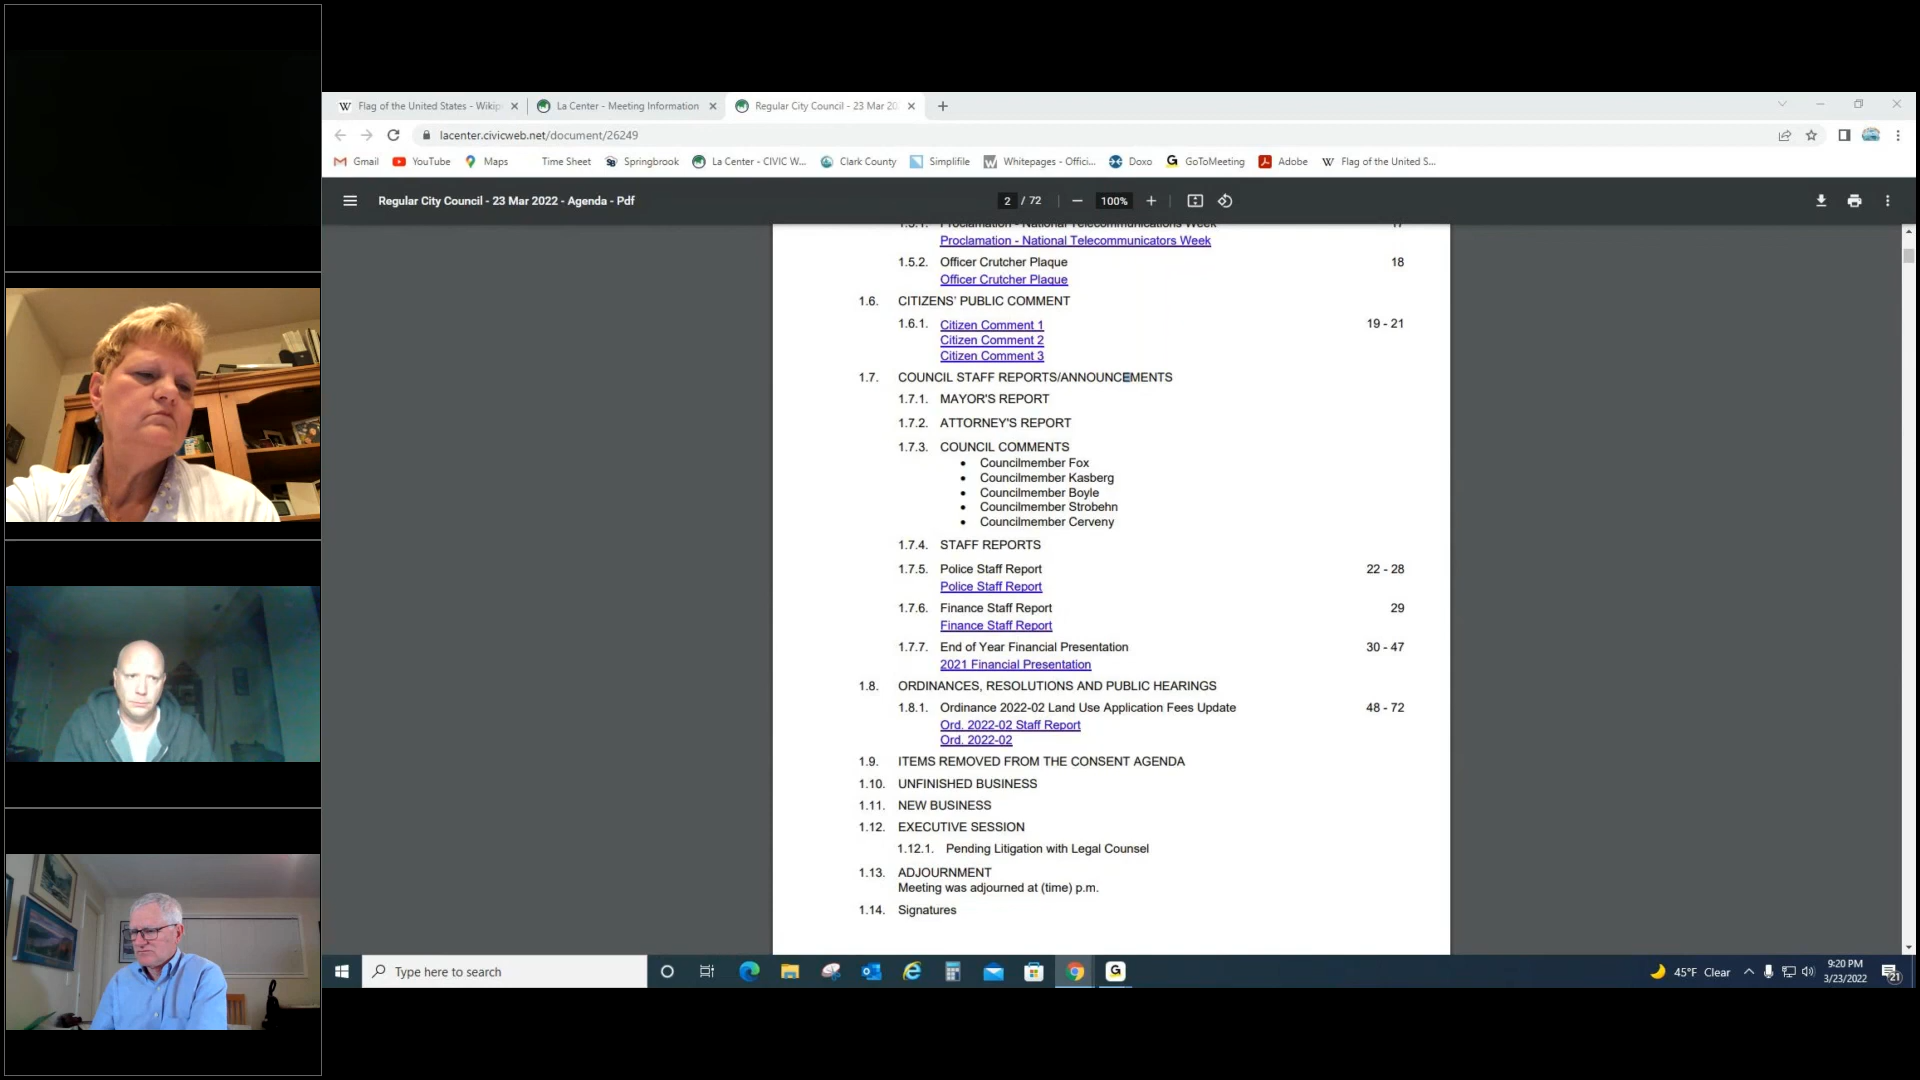 Flag of the United States - Wikip
La Center - Meeting Information
Regular City Council - 23 Mar 20
lacenter.civicweb.net/document/26249
Gmail
YouTube
Maps
Time Sheet
Springbrook
La Center - CIVIC W...
Clark County
Simplifile
Whitepages - Offici...
Doxo
GoToMeeting
Adobe
Flag of the United S...
Regular City Council - 23 Mar 2022 - Agenda - Pdf
2 / 72
100%
1.5.1. Proclamation - National Telecommunications Week 17
Proclamation - National Telecommunicators Week
1.5.2. Officer Crutcher Plaque 18
Officer Crutcher Plaque
1.6. CITIZENS' PUBLIC COMMENT
1.6.1. Citizen Comment 1 19 - 21
Citizen Comment 2
Citizen Comment 3
1.7. COUNCIL STAFF REPORTS/ANNOUNCEMENTS
1.7.1. MAYOR'S REPORT
1.7.2. ATTORNEY'S REPORT
1.7.3. COUNCIL COMMENTS
• Councilmember Fox
• Councilmember Kasberg
• Councilmember Boyle
• Councilmember Strobehn
• Councilmember Cerveny
1.7.4. STAFF REPORTS
1.7.5. Police Staff Report 22 - 28
Police Staff Report
1.7.6. Finance Staff Report 29
Finance Staff Report
1.7.7. End of Year Financial Presentation 30 - 47
2021 Financial Presentation
1.8. ORDINANCES, RESOLUTIONS AND PUBLIC HEARINGS
1.8.1. Ordinance 2022-02 Land Use Application Fees Update 48 - 72
Ord. 2022-02 Staff Report
Ord. 2022-02
1.9. ITEMS REMOVED FROM THE CONSENT AGENDA
1.10. UNFINISHED BUSINESS
1.11. NEW BUSINESS
1.12. EXECUTIVE SESSION
1.12.1. Pending Litigation with Legal Counsel
1.13. ADJOURNMENT
Meeting was adjourned at (time) p.m.
1.14. Signatures
Type here to search
45°F Clear
9:20 PM
3/23/2022
21